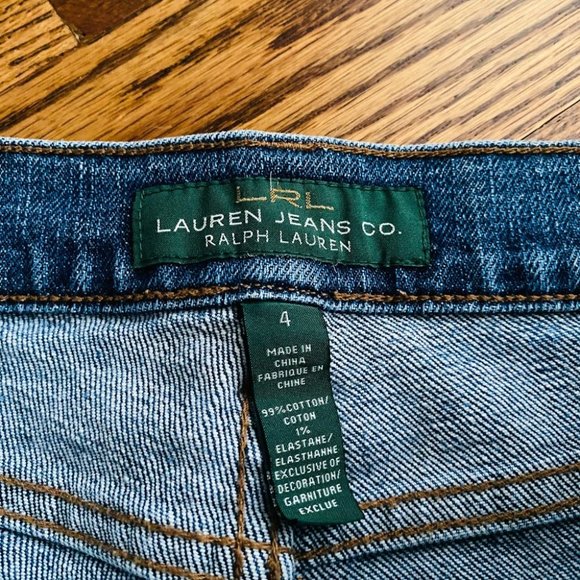 LRL
LAUREN JEANS CO.
RALPH LAUREN
4
MADE IN
CHINA
FABRIQUE EN
CHINE
99%COTTON/
COTON
1%
ELASTANE/
ELASTHANNE
EXCLUSIVE OF
DECORATION/
GARNITURE
EXCLUE